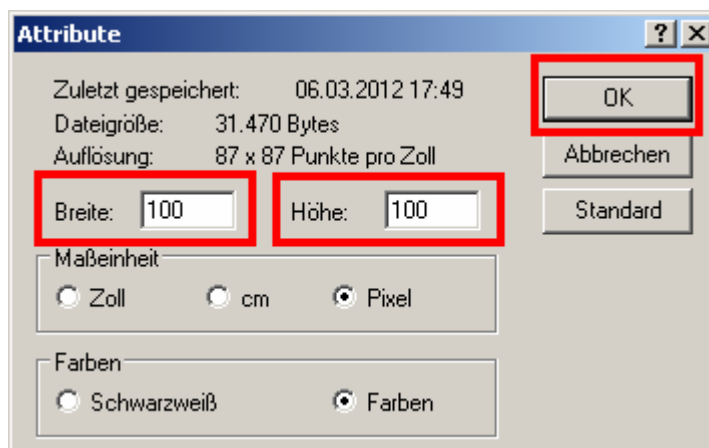 Attribute
Zuletzt gespeichert: 06.03.2012 17:49
Dateigröße: 31.470 Bytes
Auflösung: 87 x 87 Punkte pro Zoll
Breite: 100 Höhe: 100
OK
Abbrechen
Standard
Maßeinheit
Zoll cm Pixel
Farben
Schwarzweiß Farben